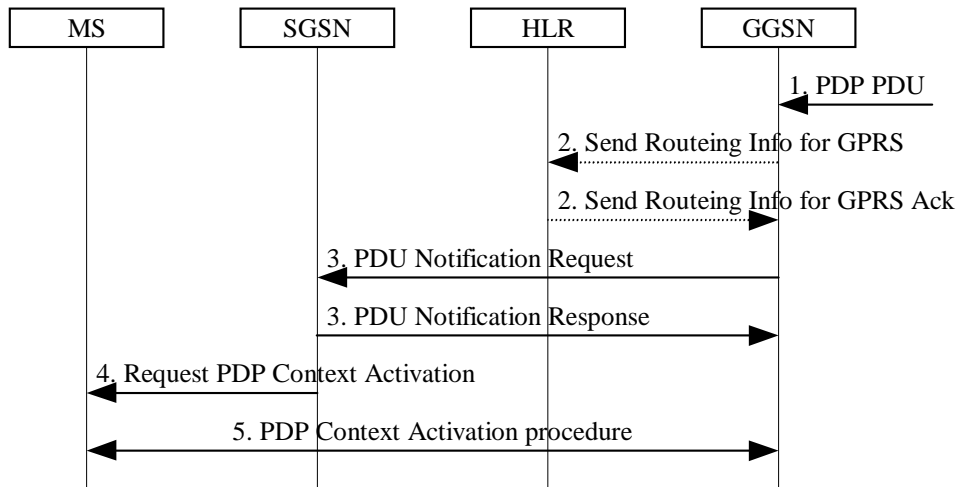 MS SGSN HLR GGSN
1. PDP PDU
2. Send Routeing Info for GPRS
2. Send Routeing Info for GPRS Ack
3. PDU Notification Request
3. PDU Notification Response
4. Request PDP Context Activation
5. PDP Context Activation procedure